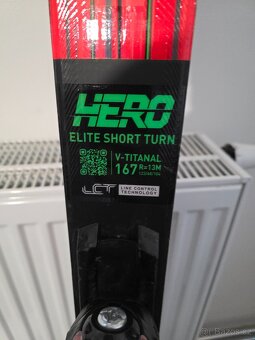 HERO
ELITE SHORT TURN
V-TITANAL
167 R=13M
LCT LINE CONTROL
TECHNOLOGY